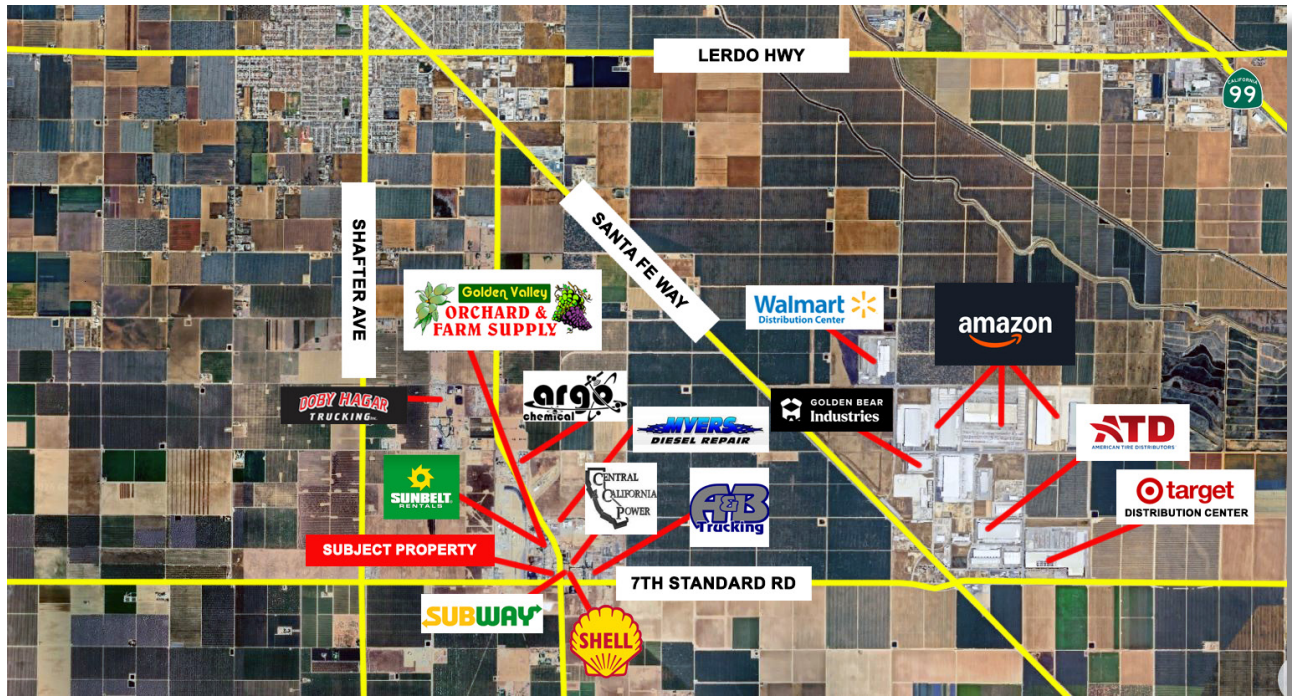 LERDO HWY
CALIFORNIA
99
SHAFTER AVE
SANTA FE WAY
Golden Valley
ORCHARD &
FARM SUPPLY
Walmart
Distribution Center
amazon
DOBY HAGAR
TRUCKING
argo
chemical
GOLDEN BEAR
Industries
MYERS
DIESEL REPAIR
ATD
AMERICAN TIRE DISTRIBUTORS
SUNBELT
RENTALS
CENTRAL
CALIFORNIA
POWER
A&B
Trucking
target
DISTRIBUTION CENTER
SUBJECT PROPERTY
7TH STANDARD RD
SUBWAY
SHELL